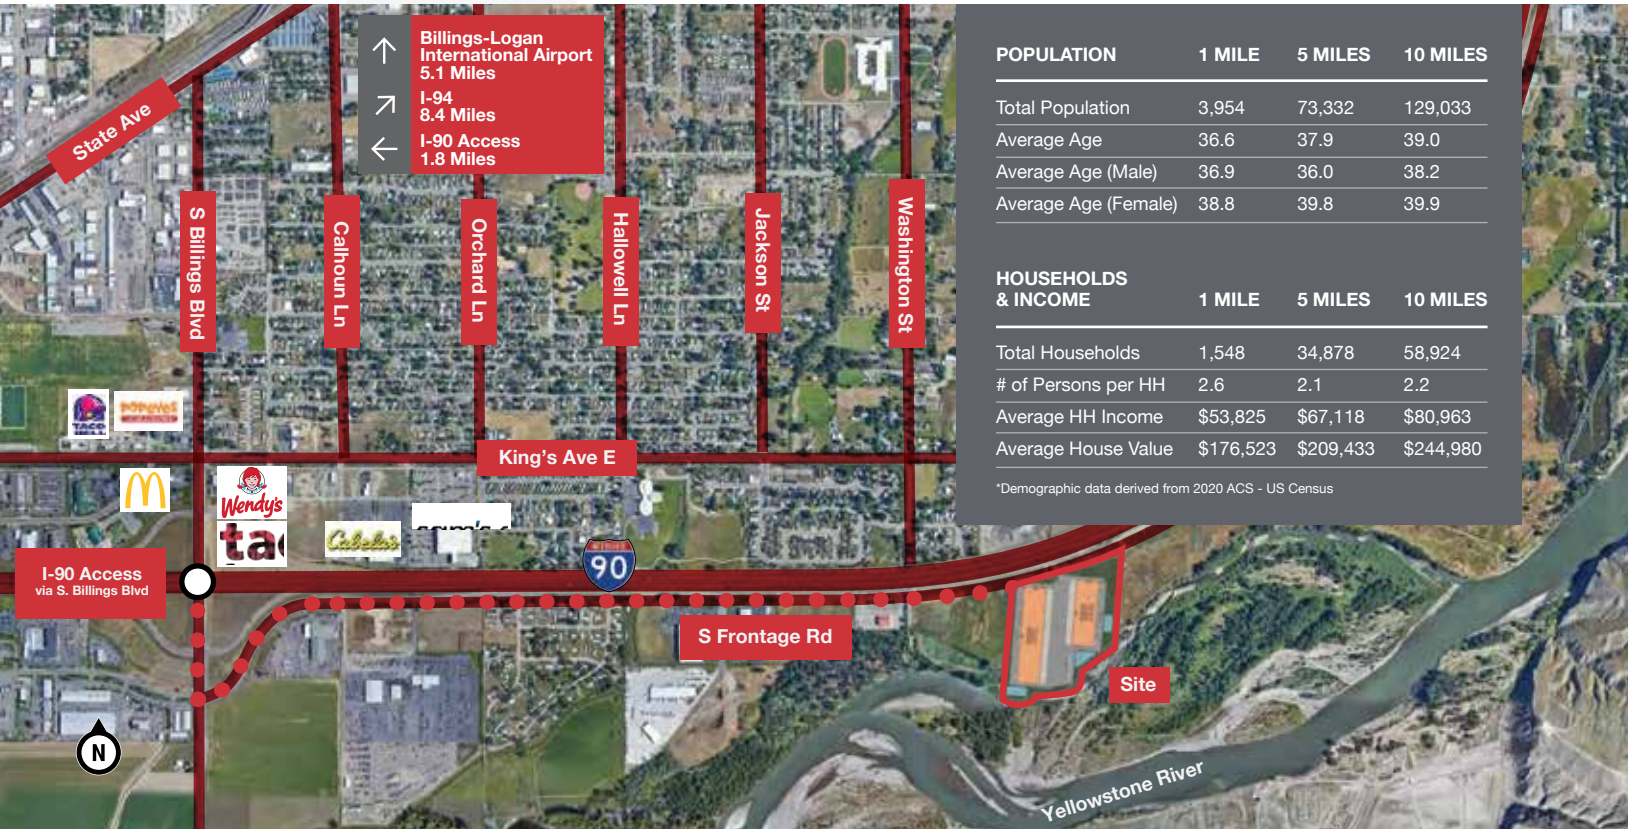 Billings-Logan
International Airport
5.1 Miles
I-94
8.4 Miles
I-90 Access
1.8 Miles
State Ave
S Billings Blvd
Calhoun Ln
Orchard Ln
Hallowell Ln
Jackson St
Washington St
POPULATION 1 MILE 5 MILES 10 MILES
Total Population 3,954 73,332 129,033
Average Age 36.6 37.9 39.0
Average Age (Male) 36.9 36.0 38.2
Average Age (Female) 38.8 39.8 39.9
HOUSEHOLDS
& INCOME 1 MILE 5 MILES 10 MILES
Total Households 1,548 34,878 58,924
# of Persons per HH 2.6 2.1 2.2
Average HH Income $53,825 $67,118 $80,963
Average House Value $176,523 $209,433 $244,980
*Demographic data derived from 2020 ACS - US Census
TACO
BELL
POPEYES
King's Ave E
Wendy's
Cabela's
90
I-90 Access
via S. Billings Blvd
S Frontage Rd
Site
N
Yellowstone River